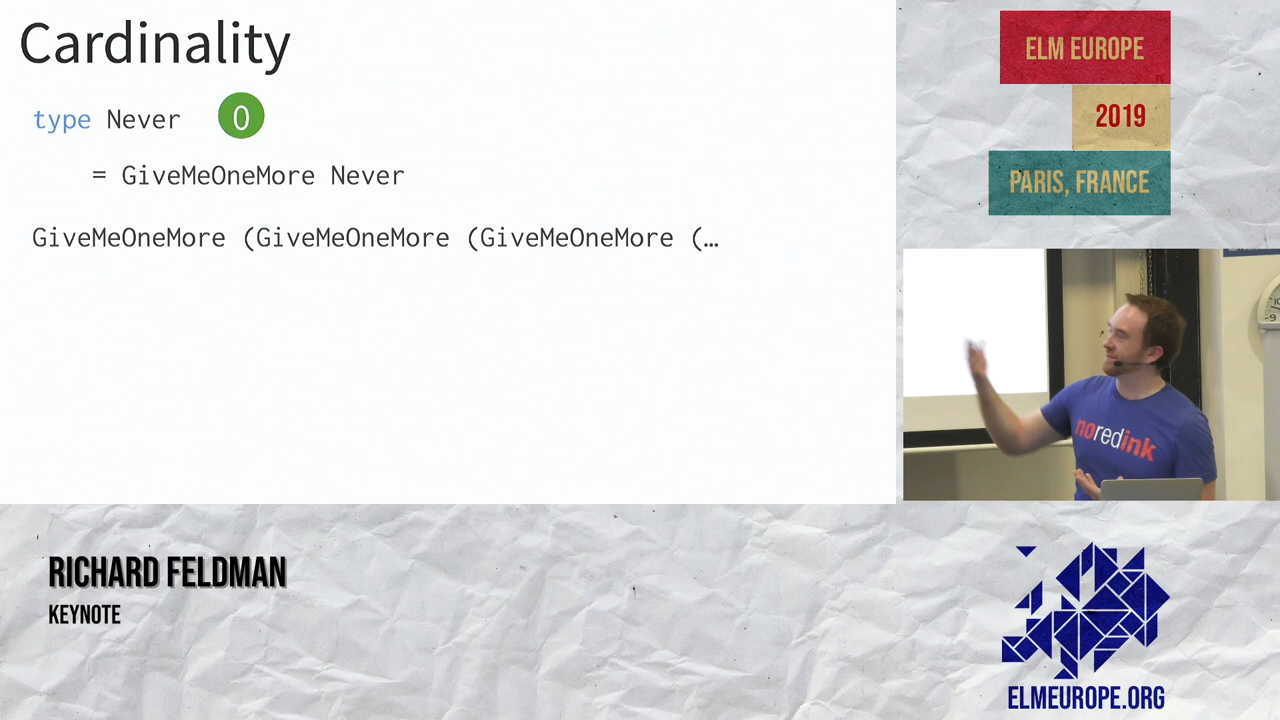 Cardinality
type Never 0
= GiveMeOneMore Never
GiveMeOneMore (GiveMeOneMore (GiveMeOneMore (…
ELM EUROPE
2019
PARIS, FRANCE
-9
noredink
RICHARD FELDMAN
KEYNOTE
ELMEUROPE.ORG